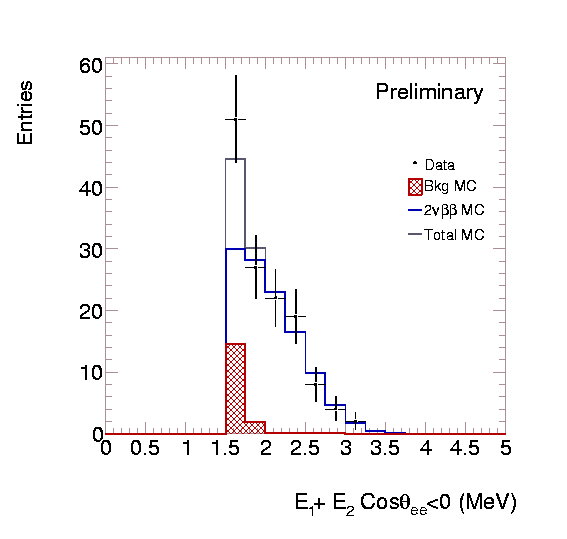 Entries
60
50
40
30
20
10
0
Preliminary
Data
Bkg MC
2νββ MC
Total MC
0 0.5 1 1.5 2 2.5 3 3.5 4 4.5 5
E₁+ E₂ Cosθₑₑ<0 (MeV)